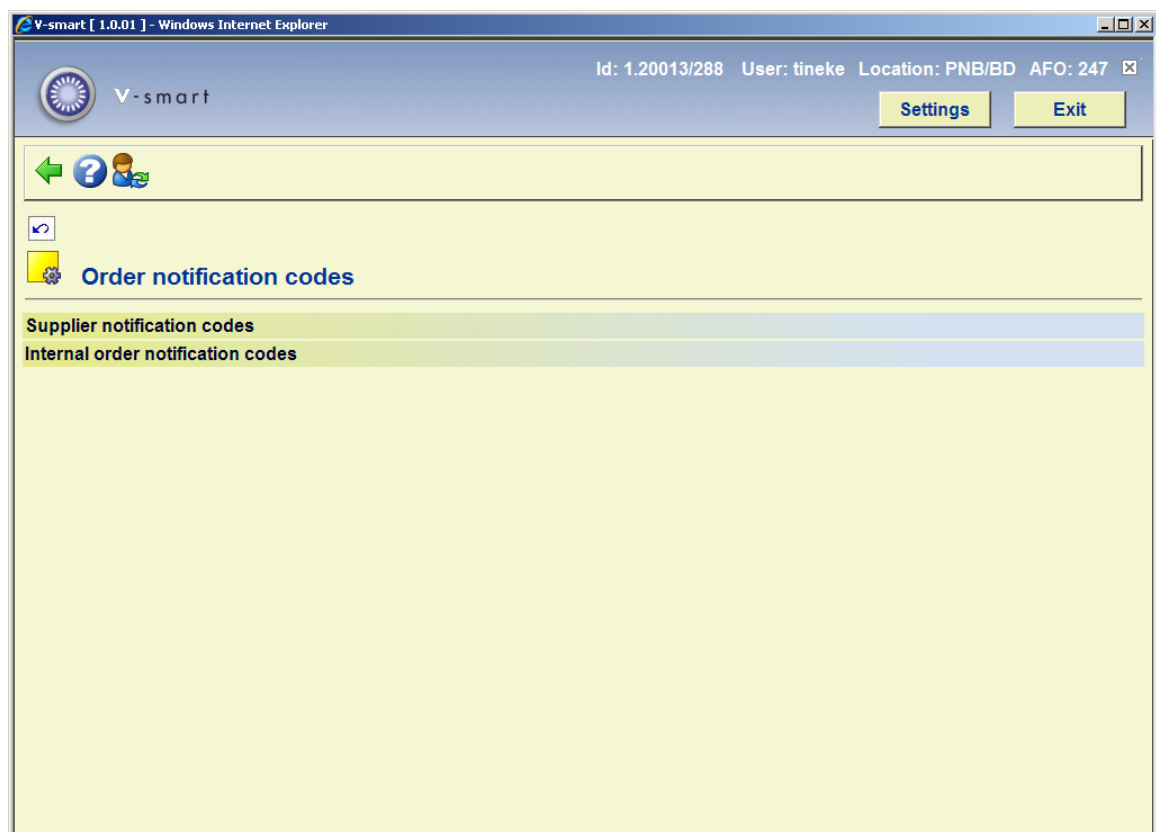 V-smart [ 1.0.01 ] - Windows Internet Explorer
Id: 1.20013/288 User: tineke Location: PNB/BD AFO: 247
V-smart
Settings Exit
Order notification codes
Supplier notification codes
Internal order notification codes